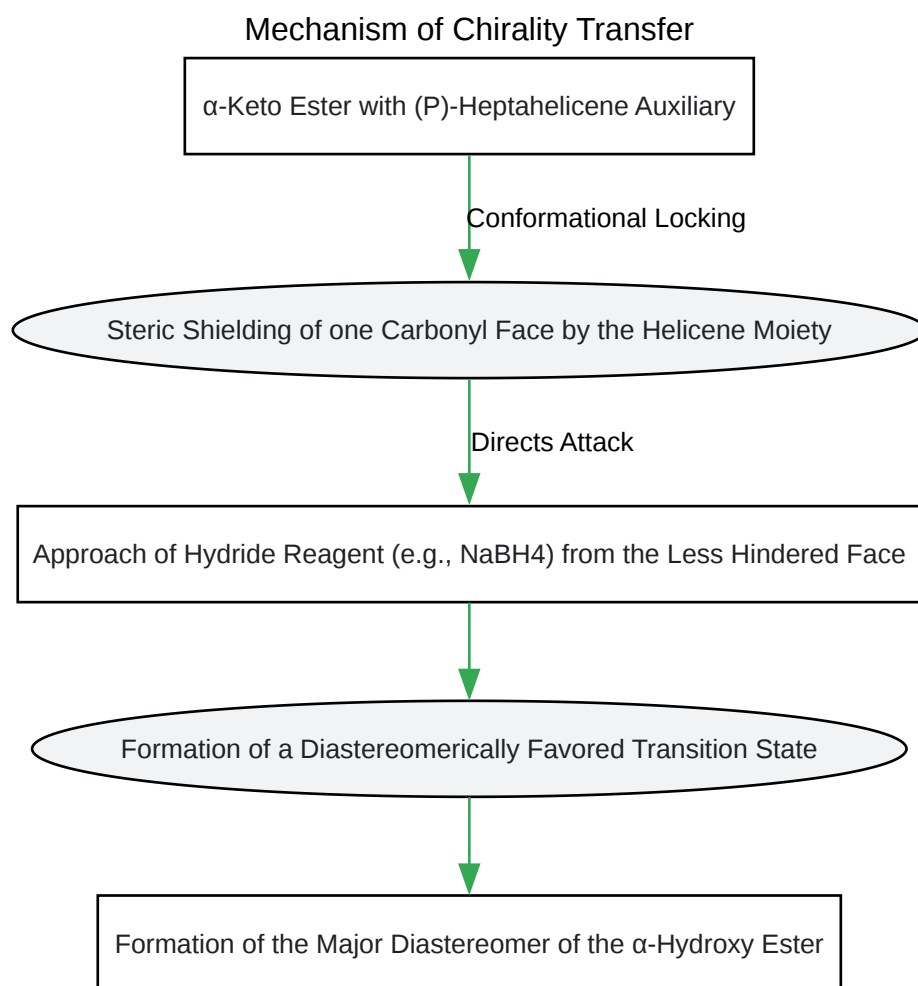 Mechanism of Chirality Transfer
α-Keto Ester with (P)-Heptahelicene Auxiliary
Conformational Locking
Steric Shielding of one Carbonyl Face by the Helicene Moiety
Directs Attack
Approach of Hydride Reagent (e.g., NaBH4) from the Less Hindered Face
Formation of a Diastereomerically Favored Transition State
Formation of the Major Diastereomer of the α-Hydroxy Ester